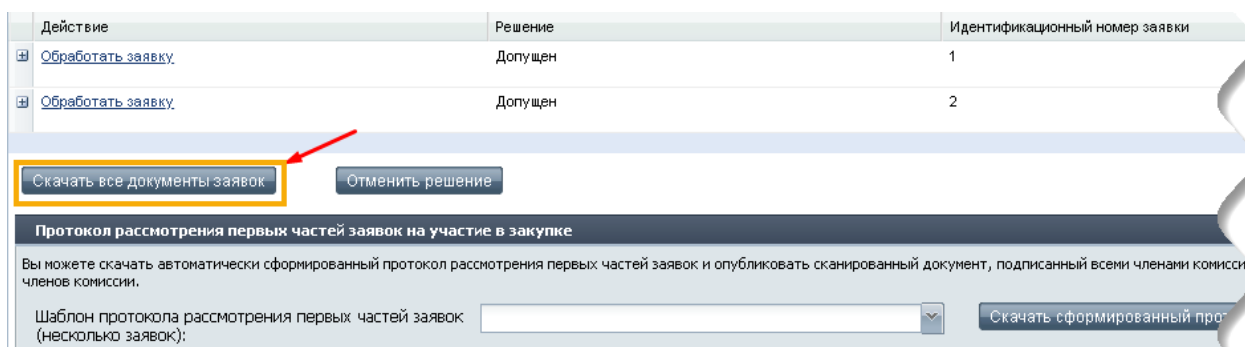 Действие Решение Идентификационный номер заявки
Обработать заявку Допущен 1
Обработать заявку Допущен 2
Скачать все документы заявок Отменить решение
Протокол рассмотрения первых частей заявок на участие в закупке
Вы можете скачать автоматически сформированный протокол рассмотрения первых частей заявок и опубликовать сканированный документ, подписанный всеми членами
членов комиссии.
Шаблон протокола рассмотрения первых частей заявок Скачать сформированный
(несколько заявок):